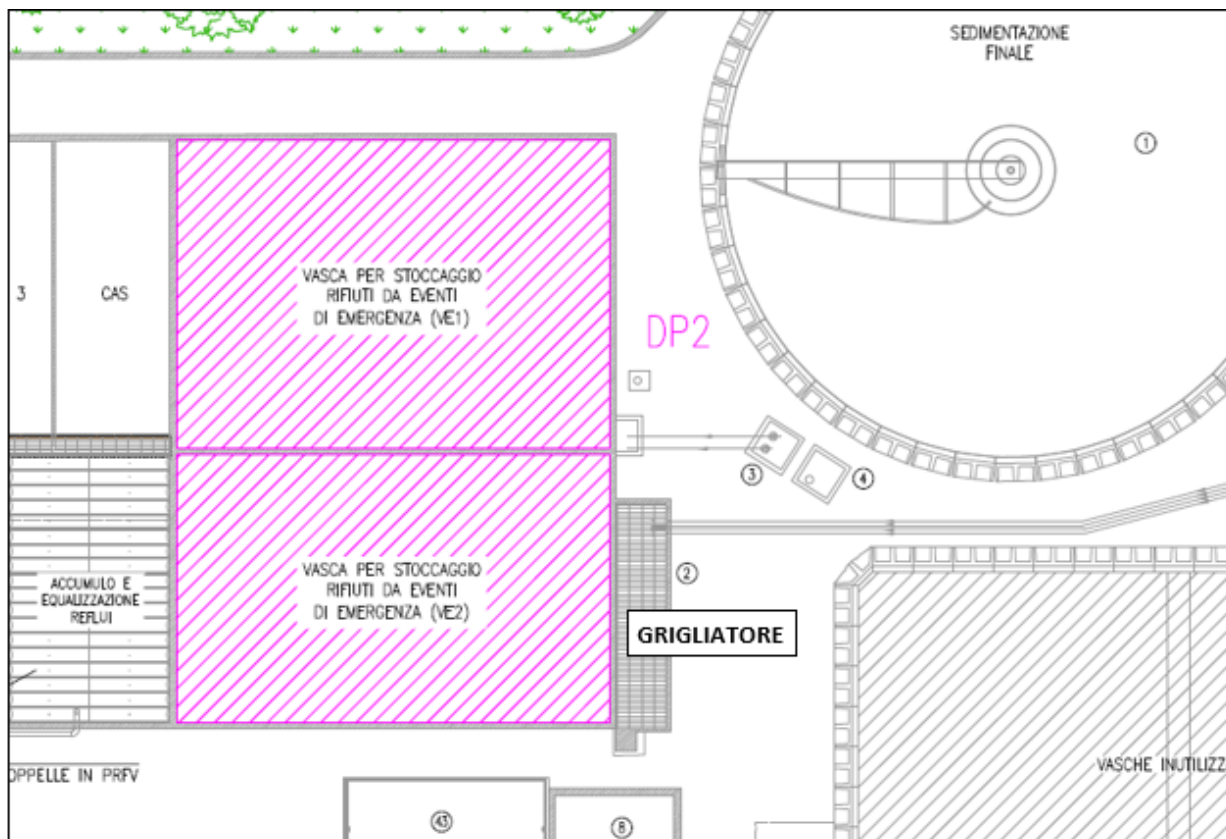 SEDIMENTAZIONE
FINALE
1
3
CAS
VASCA PER STOCCAGGIO
RIFIUTI DA EVENTI
DI EMERGENZA (VE1)
DP2
3
4
ACCUMULO E
EQUALIZZAZIONE
REFLUI
VASCA PER STOCCAGGIO
RIFIUTI DA EVENTI
DI EMERGENZA (VE2)
2
GRIGLIATORE
OPPELLE IN PRFV
VASCHE INUTILIZZ
43
8